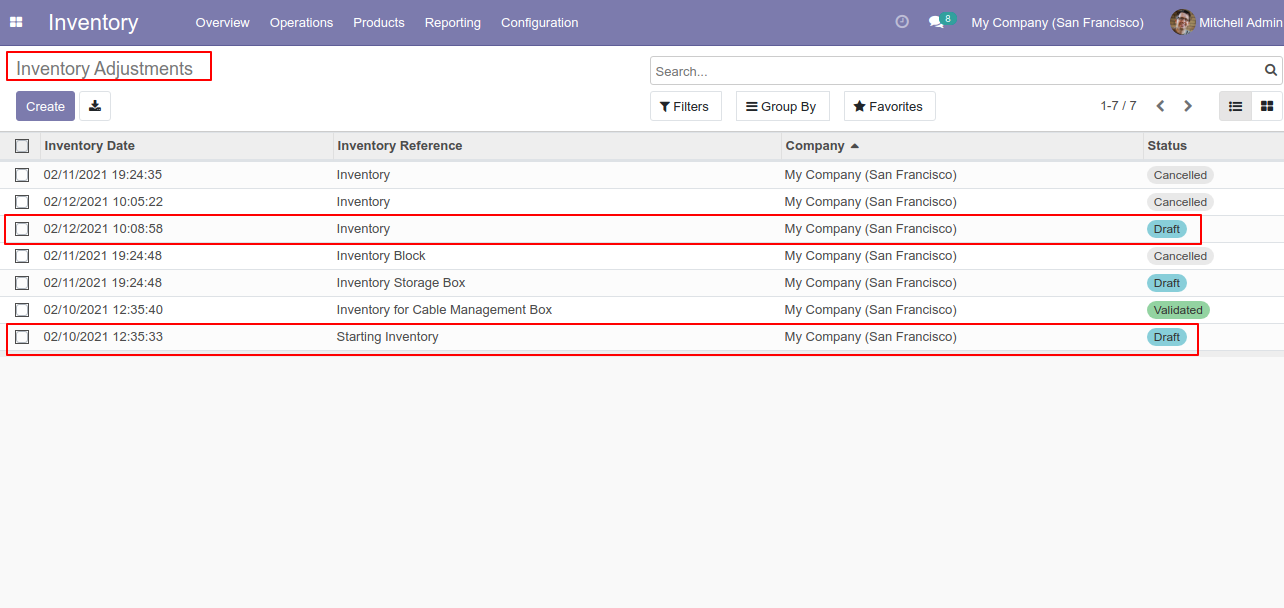 Inventory Overview Operations Products Reporting Configuration 8 My Company (San Francisco) Mitchell Admin
Inventory Adjustments Search...
Create Filters Group By Favorites 1-7 / 7
Inventory Date Inventory Reference Company Status
02/11/2021 19:24:35 Inventory My Company (San Francisco) Cancelled
02/12/2021 10:05:22 Inventory My Company (San Francisco) Cancelled
02/12/2021 10:08:58 Inventory My Company (San Francisco) Draft
02/11/2021 19:24:48 Inventory Block My Company (San Francisco) Cancelled
02/11/2021 19:24:48 Inventory Storage Box My Company (San Francisco) Draft
02/10/2021 12:35:40 Inventory for Cable Management Box My Company (San Francisco) Validated
02/10/2021 12:35:33 Starting Inventory My Company (San Francisco) Draft